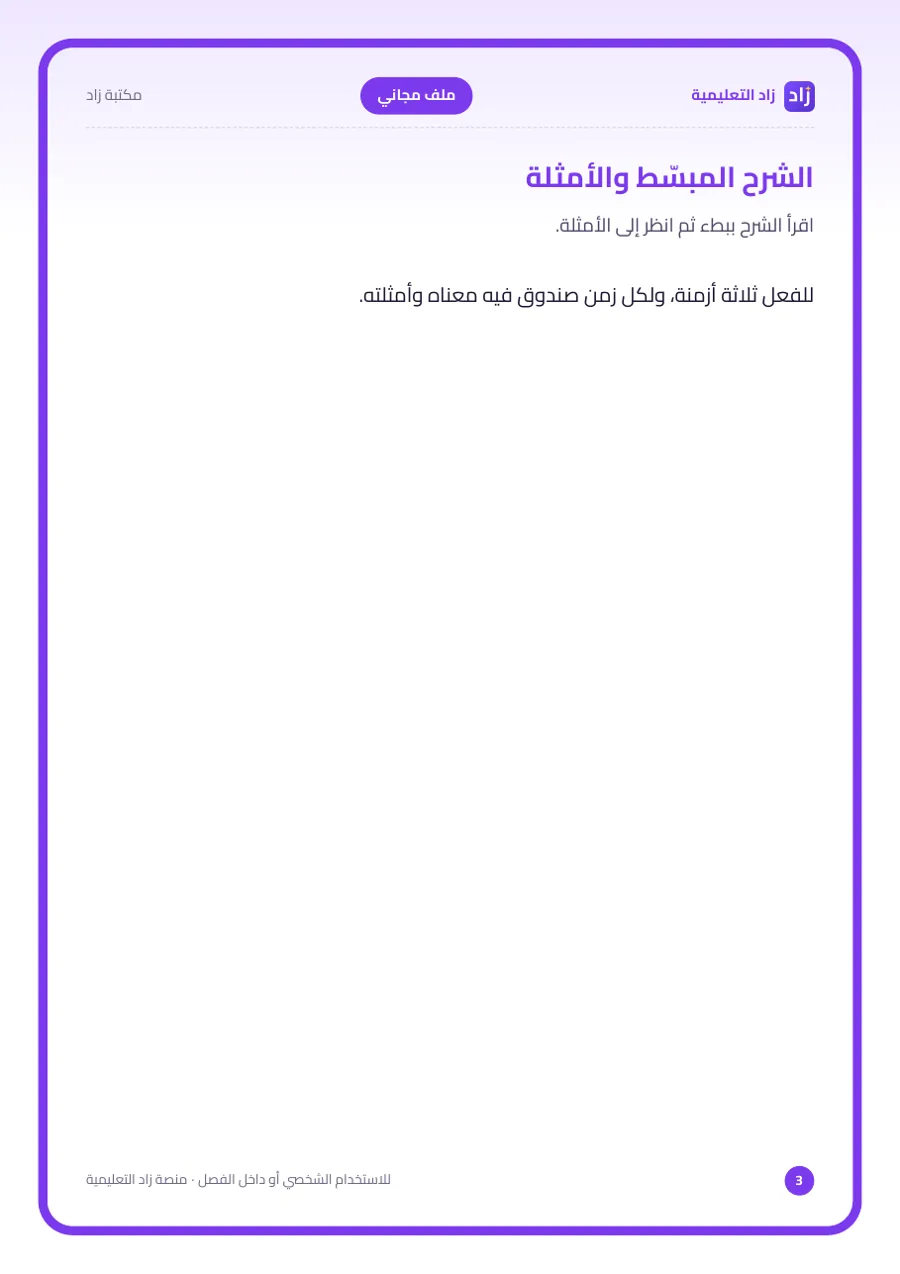 زاد
زاد التعليمية
ملف مجاني
مكتبة زاد
الشرح المبسّط والأمثلة
اقرأ الشرح ببطء ثم انظر إلى الأمثلة.
للفعل ثلاثة أزمنة، ولكل زمن صندوق فيه معناه وأمثلته.
3
للاستخدام الشخصي أو داخل الفصل · منصة زاد التعليمية